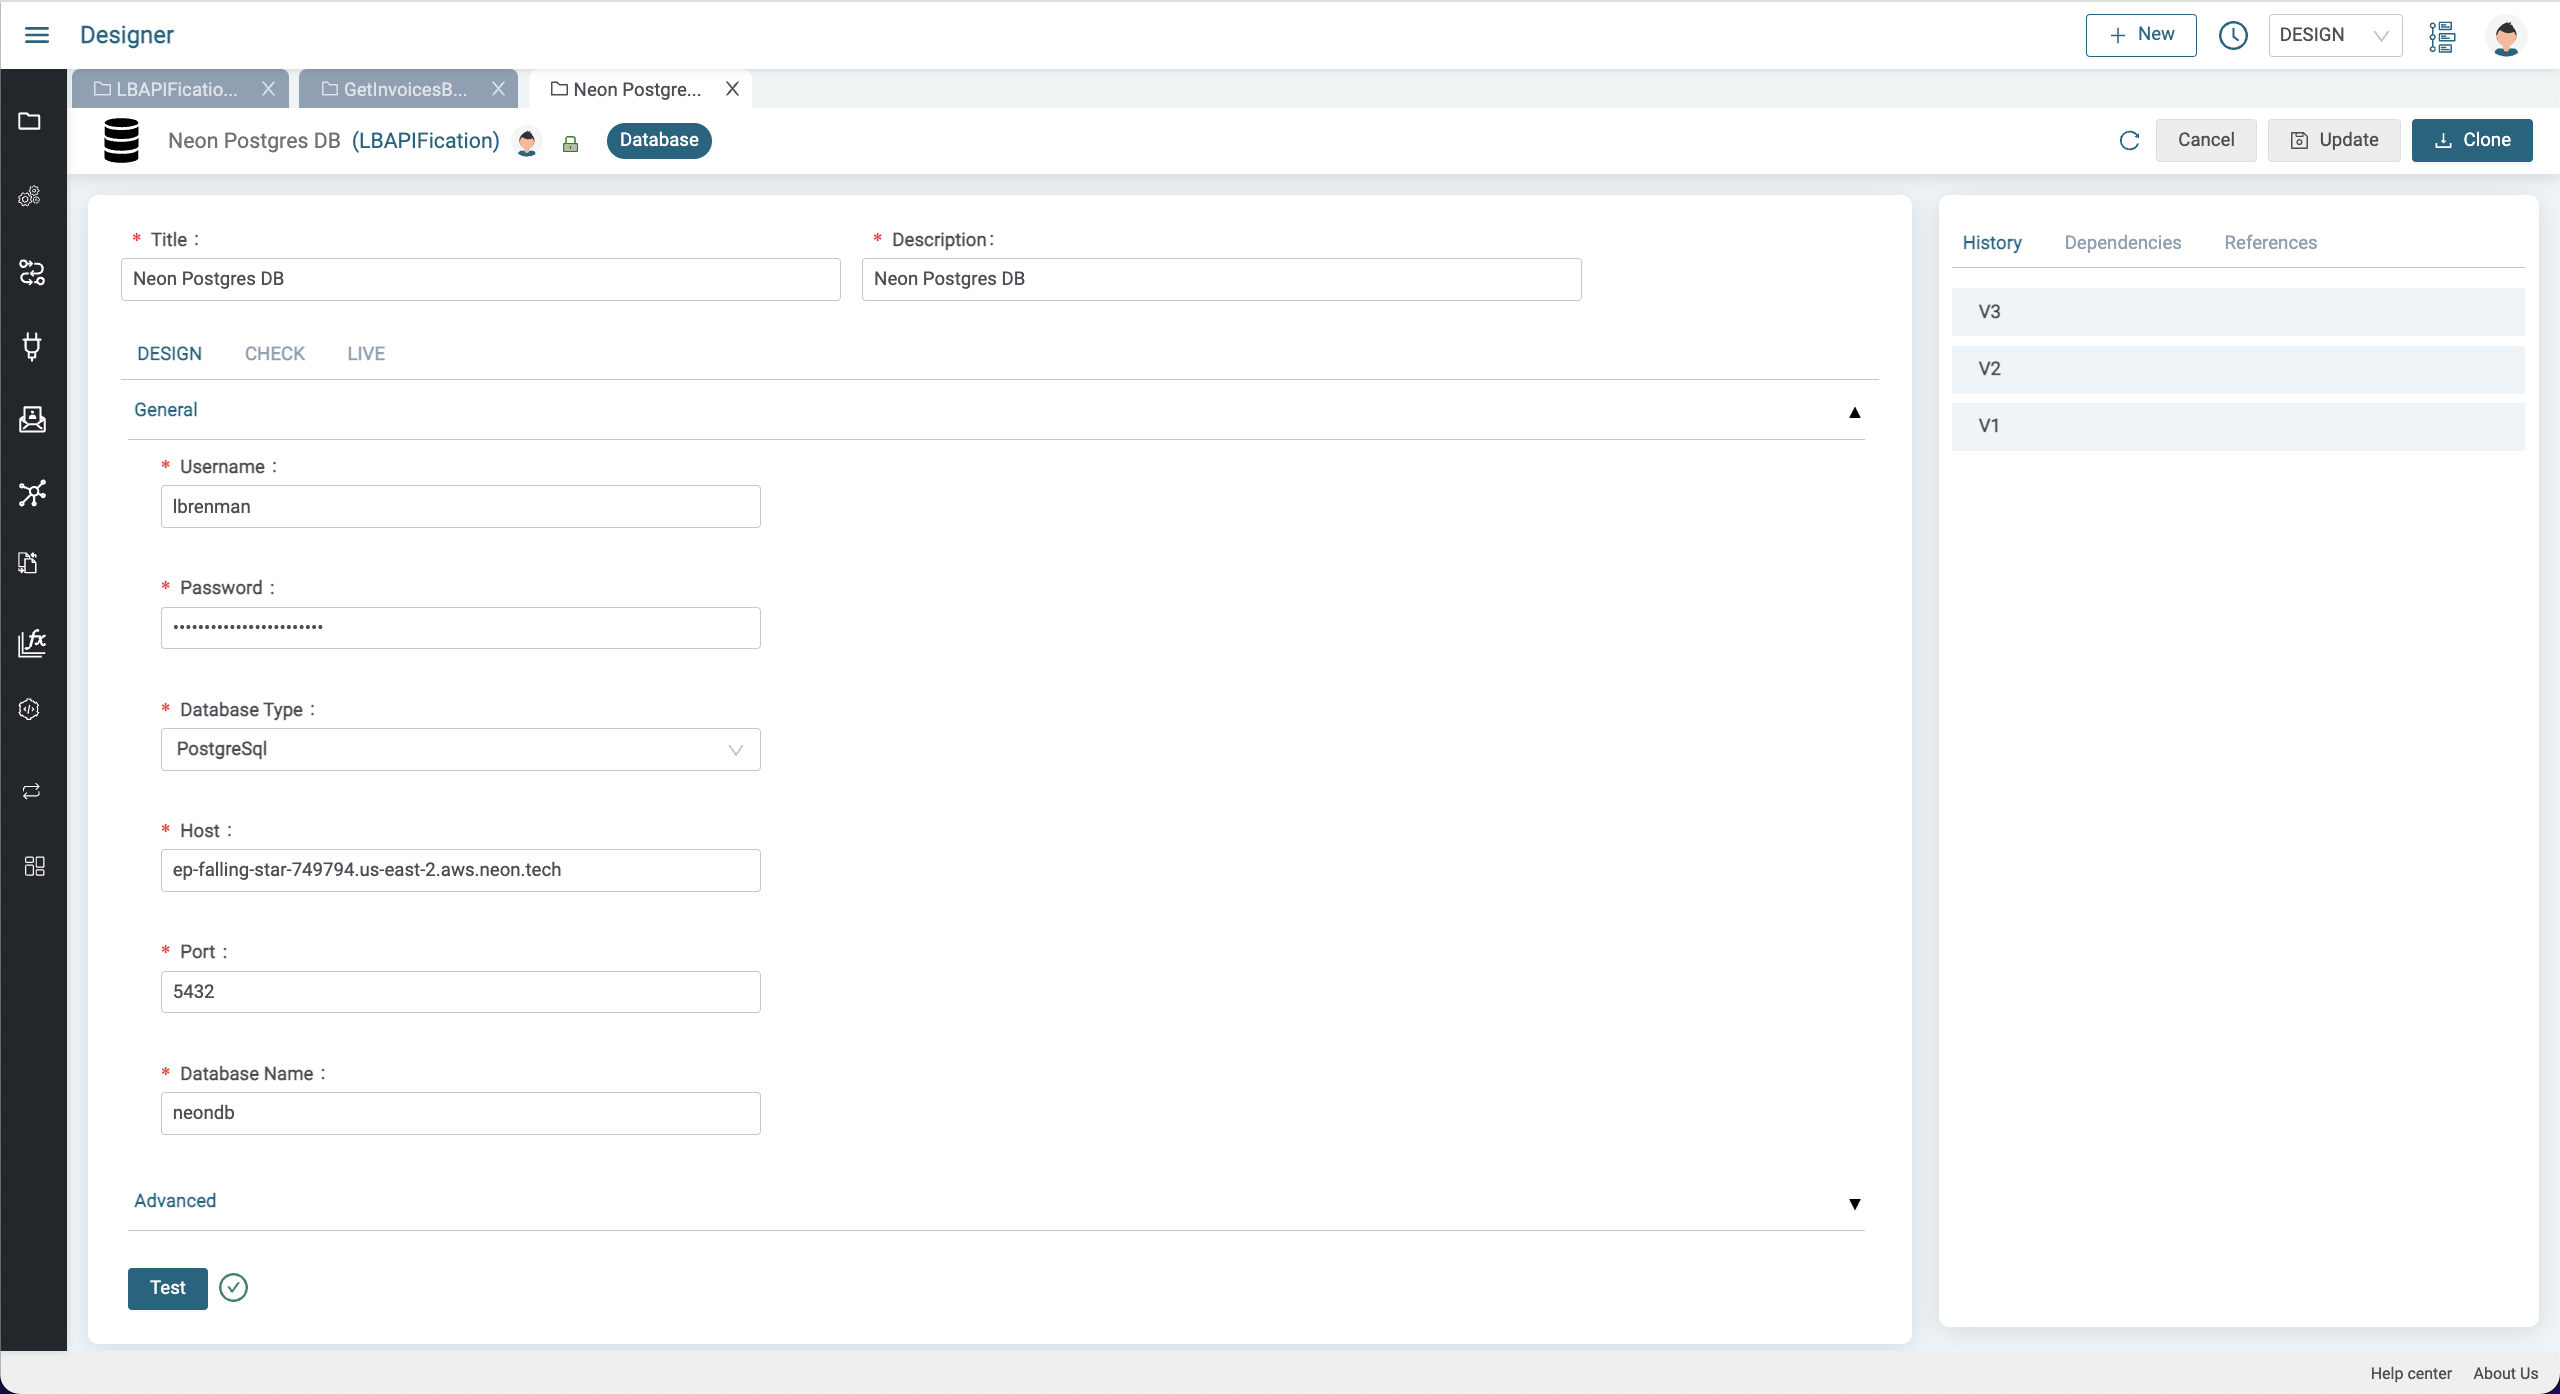 Designer
New
DESIGN
LBAPIFicatio...
GetInvoicesB...
Neon Postgre...
Neon Postgres DB (LBAPIFication)
Database
Cancel
Update
Clone
* Title :
Neon Postgres DB
* Description:
Neon Postgres DB
DESIGN
CHECK
LIVE
General
* Username :
lbrenman
* Password :
* Database Type :
PostgreSql
* Host :
ep-falling-star-749794.us-east-2.aws.neon.tech
* Port :
5432
* Database Name :
neondb
Advanced
Test
History
Dependencies
References
V3
V2
V1
Help center
About Us